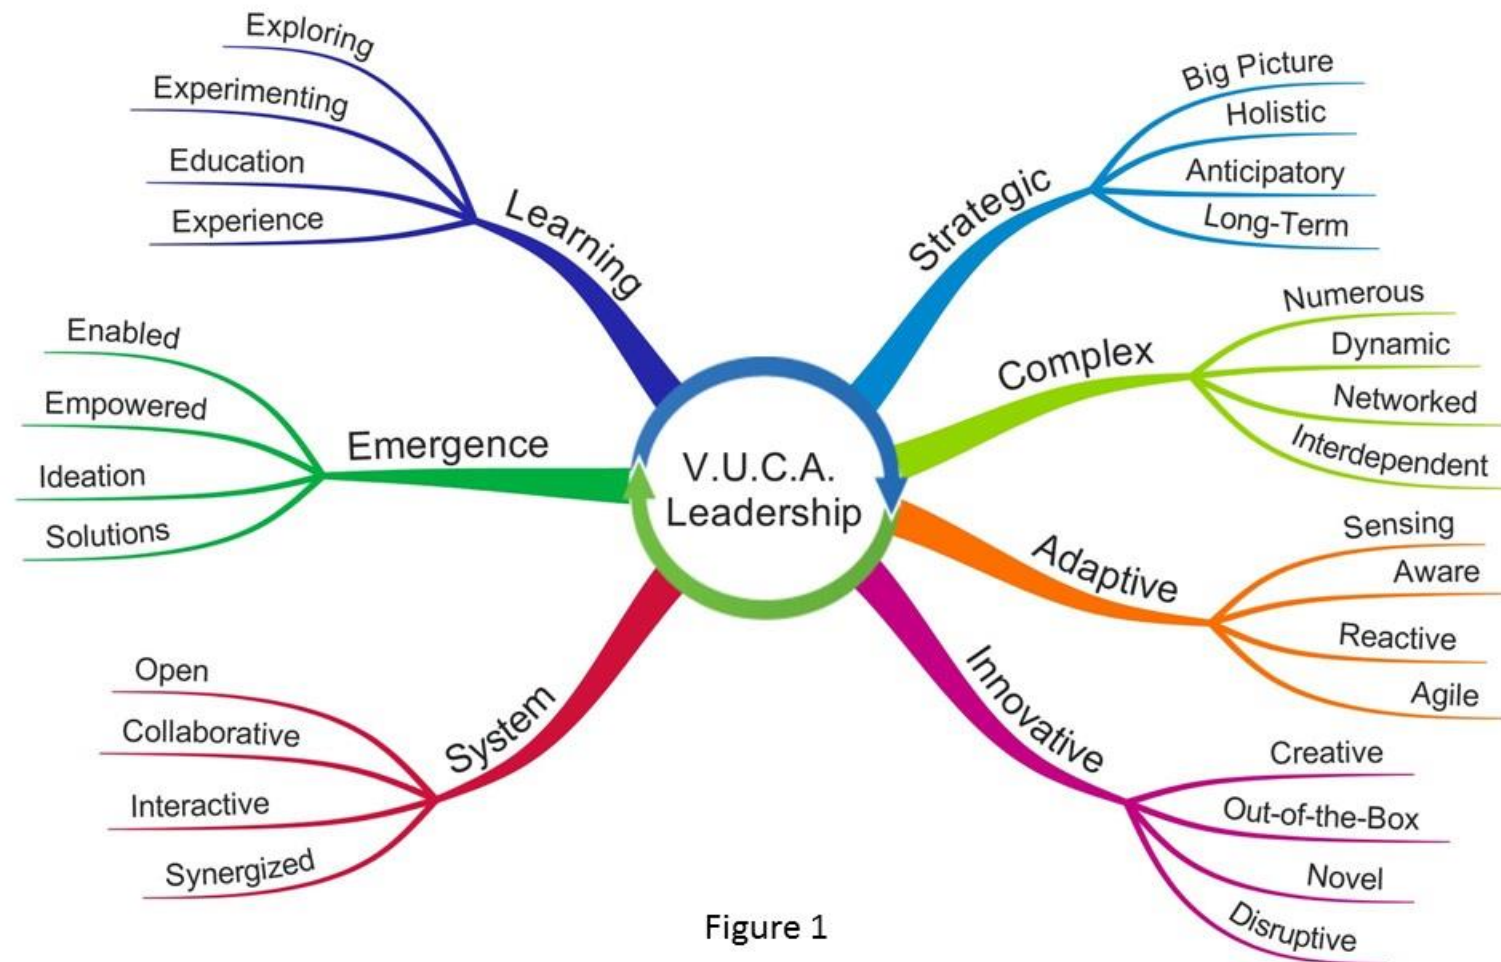 Exploring
Experimenting
Education
Experience
Learning
Enabled
Empowered
Ideation
Solutions
Emergence
Open
Collaborative
Interactive
Synergized
System
V.U.C.A.
Leadership
Strategic
Big Picture
Holistic
Anticipatory
Long-Term
Complex
Numerous
Dynamic
Networked
Interdependent
Adaptive
Sensing
Aware
Reactive
Agile
Innovative
Creative
Out-of-the-Box
Novel
Disruptive
Figure 1